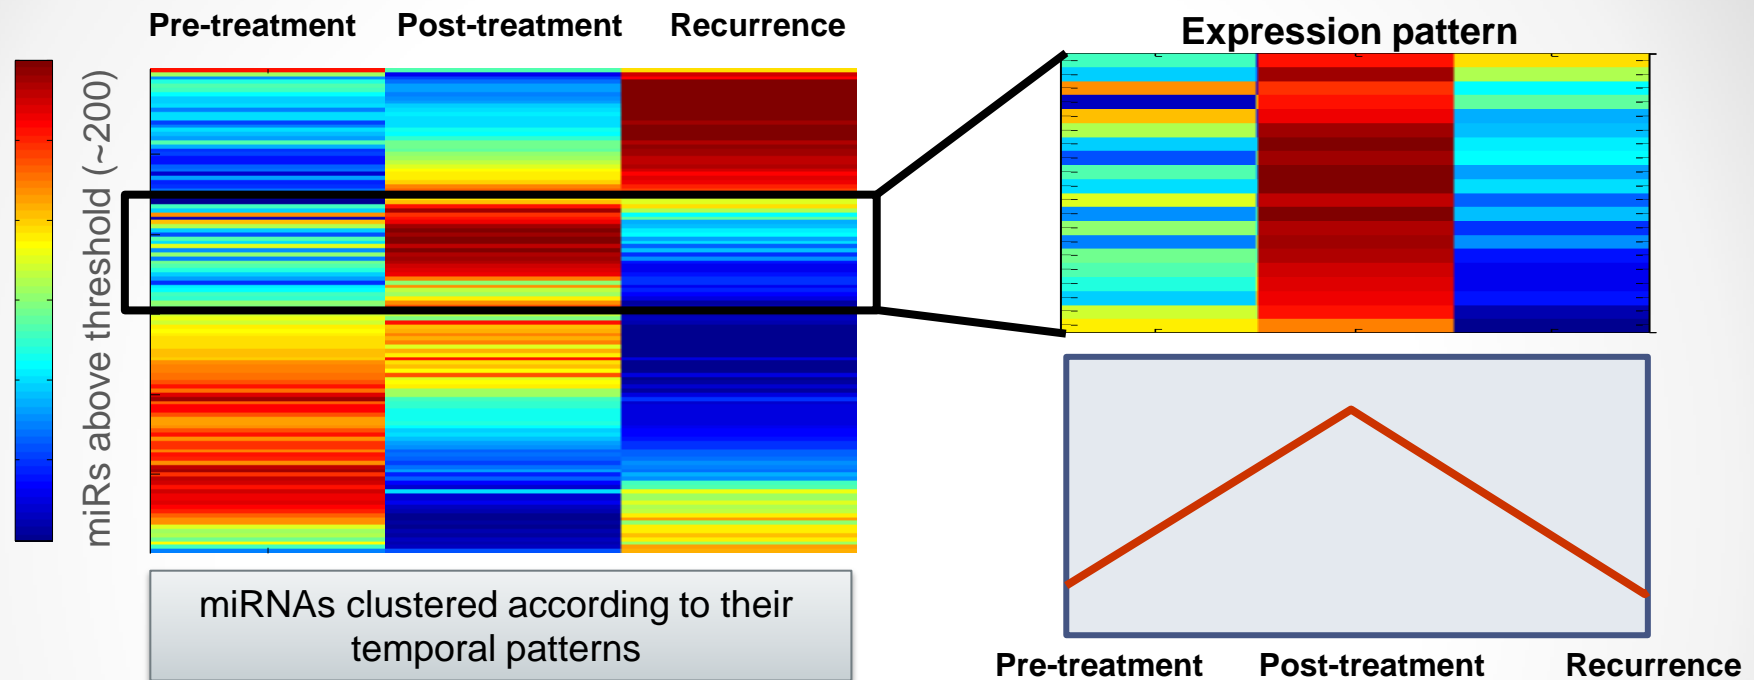 Pre-treatment Post-treatment Recurrence
miRs above threshold (~200)
miRNAs clustered according to their
temporal patterns
Expression pattern
Pre-treatment Post-treatment Recurrence